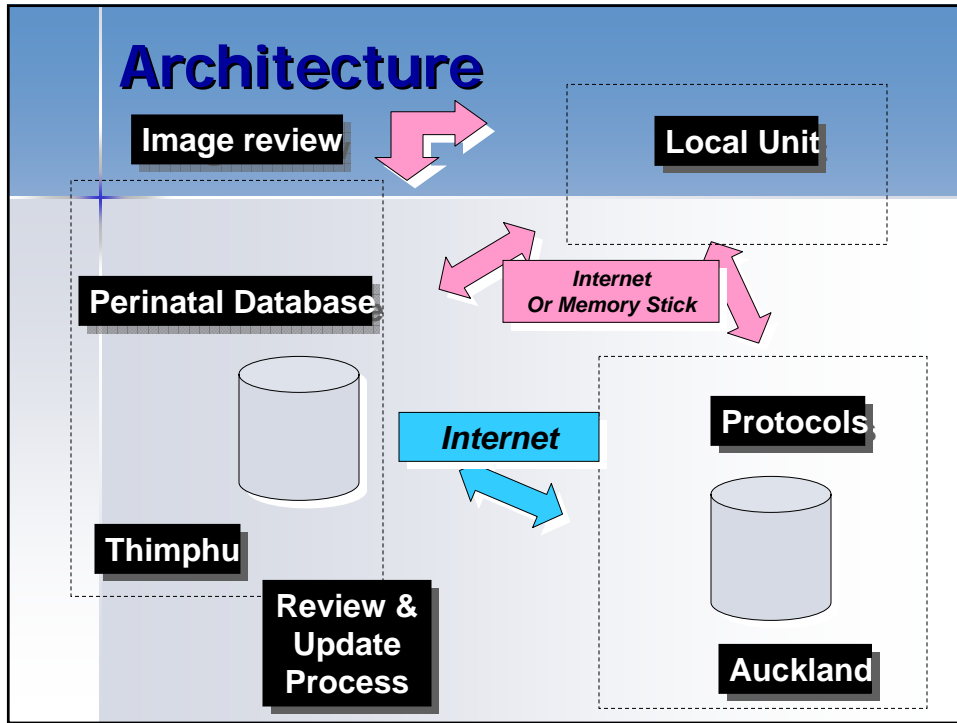 Architecture
Image review
Local Unit
Perinatal Database
Internet
Or Memory Stick
Internet
Protocols
Thimphu
Review &
Update
Process
Auckland